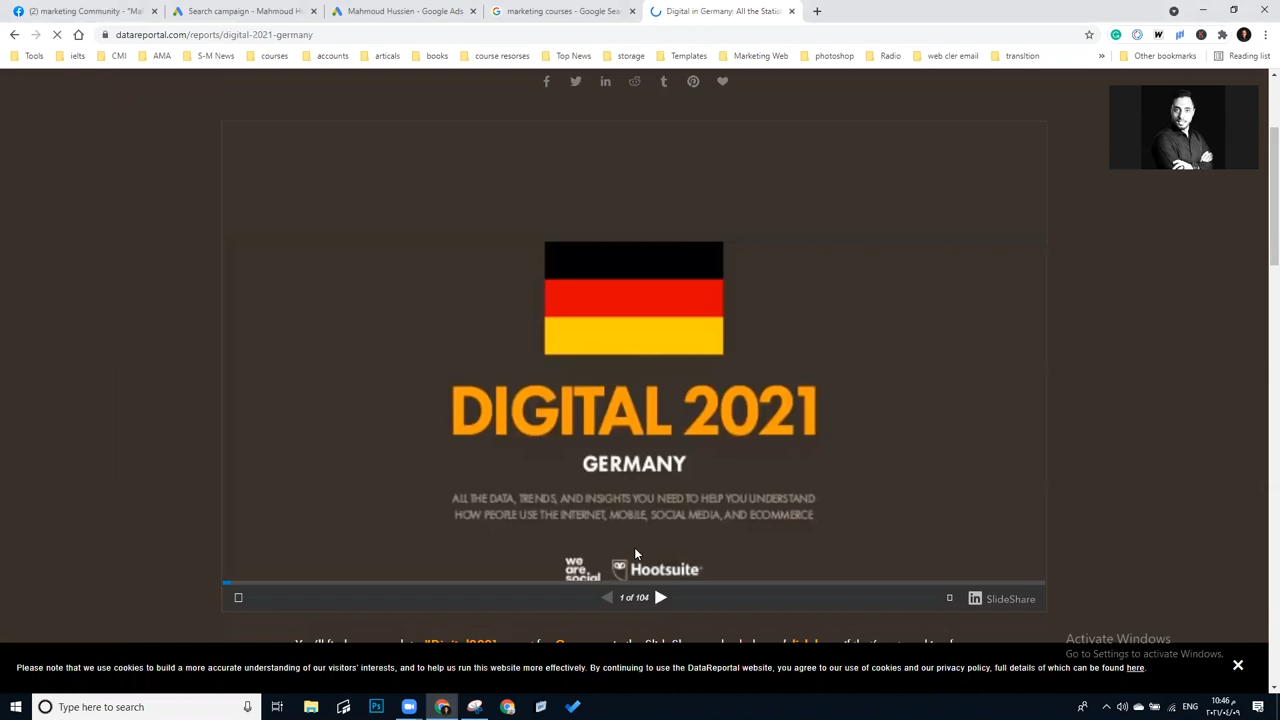 (2) marketing Community - "Mal
Search campaign - Mahmoud Hu
Mahmoud Hussien - Google Ads
marketing courses - Google Sea
Digital in Germany: All the Statis
datareportal.com/reports/digital-2021-germany
Tools ielts CMI AMA S-M News courses accounts articals books course resorses Top News storage Templates Marketing Web photoshop Radio web cler email transltion » Other bookmarks Reading list
DIGITAL 2021
GERMANY
ALL THE DATA, TRENDS, AND INSIGHTS YOU NEED TO HELP YOU UNDERSTAND
HOW PEOPLE USE THE INTERNET, MOBILE, SOCIAL MEDIA, AND ECOMMERCE
we are social Hootsuite
1 of 104
SlideShare
Activate Windows
Go to Settings to activate Windows.
Please note that we use cookies to build a more accurate understanding of our visitors' interests, and to help us run this website more effectively. By continuing to use the DataReportal website, you agree to our use of cookies and our privacy policy, full details of which can be found here.
Type here to search
ENG
10:46 م